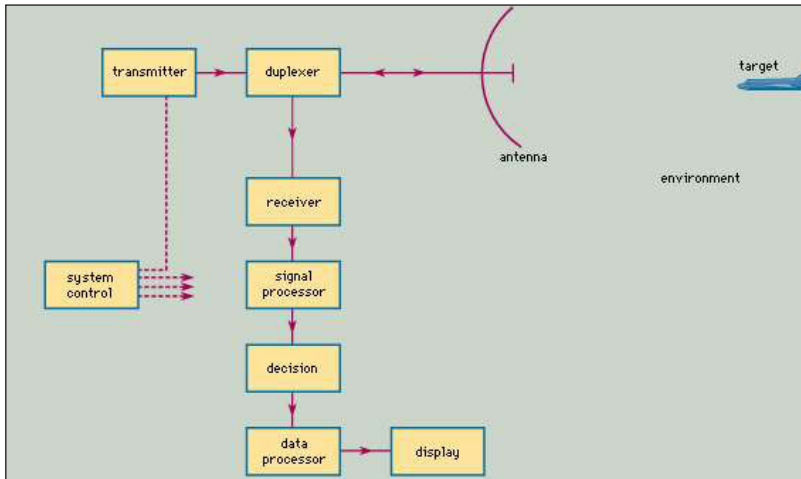 target
transmitter
duplexer
antenna
environment
receiver
system
control
signal
processor
decision
data
processor
display